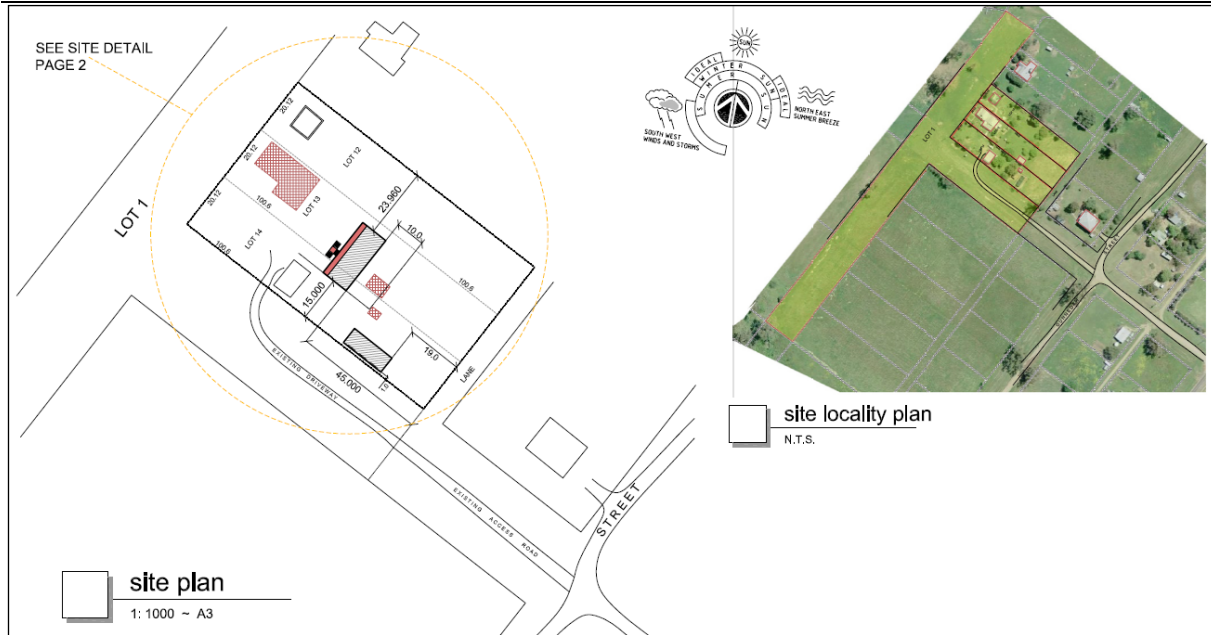 SEE SITE DETAIL
PAGE 2
LOT 1
20.12
20.12
20.12
LOT 12
LOT 13
LOT 14
100.6
100.6
100.6
23.960
10.0
15.000
45.000
19.0
LANE
EXISTING DRIVEWAY
EXISTING ACCESS ROAD
STREET
site plan
1: 1000 ~ A3
SUN
IDEAL WINTER SUN IDEAL
SUMMER SUN
SOUTH WEST
WINDS AND STORMS
NORTH EAST
SUMMER BREEZE
LOT 1
site locality plan
N.T.S.